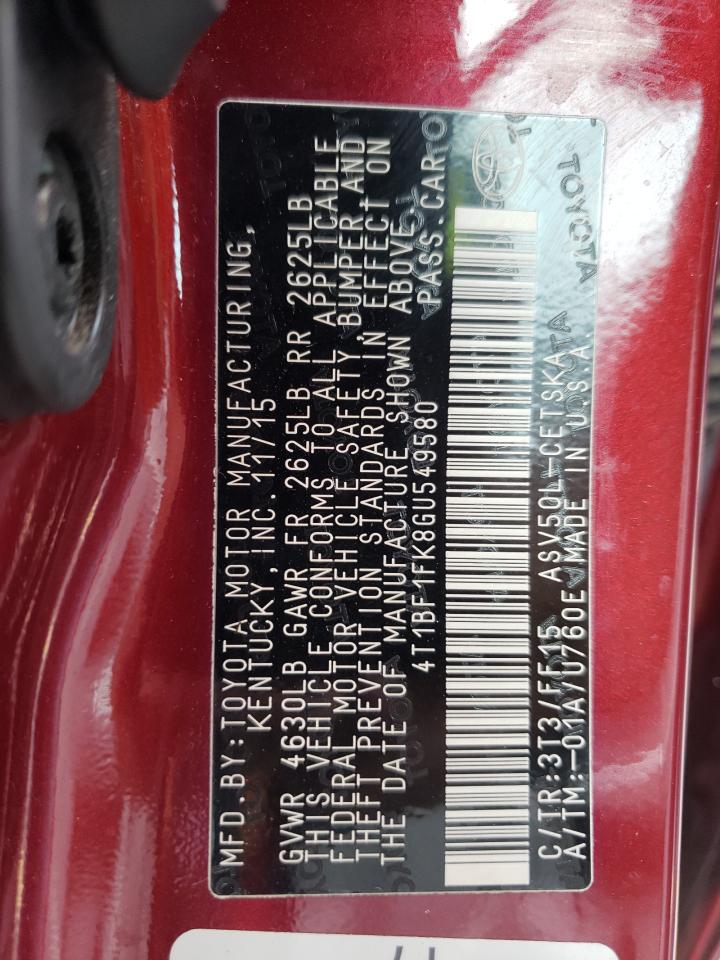 MFD.BY:TOYOTA MOTOR MANUFACTURING,
KENTUCKY,INC.11/15
GVWR 4630LB GAWR FR 2625LB RR 2625LB
THIS VEHICLE CONFORMS TO ALL APPLICABLE
FEDERAL MOTOR VEHICLE SAFETY,BUMPER,AND
THEFT PREVENTION STANDARDS IN EFFECT ON
THE DATE OF MANUFACTURE SHOWN ABOVE.
4T1BF1FK8GU549580 PASS.CAR
C/TR:3T3/FE15 ASV50L-CETSKA
A/TM:-01A/U760E MADE IN U.S.A
TOYOTA